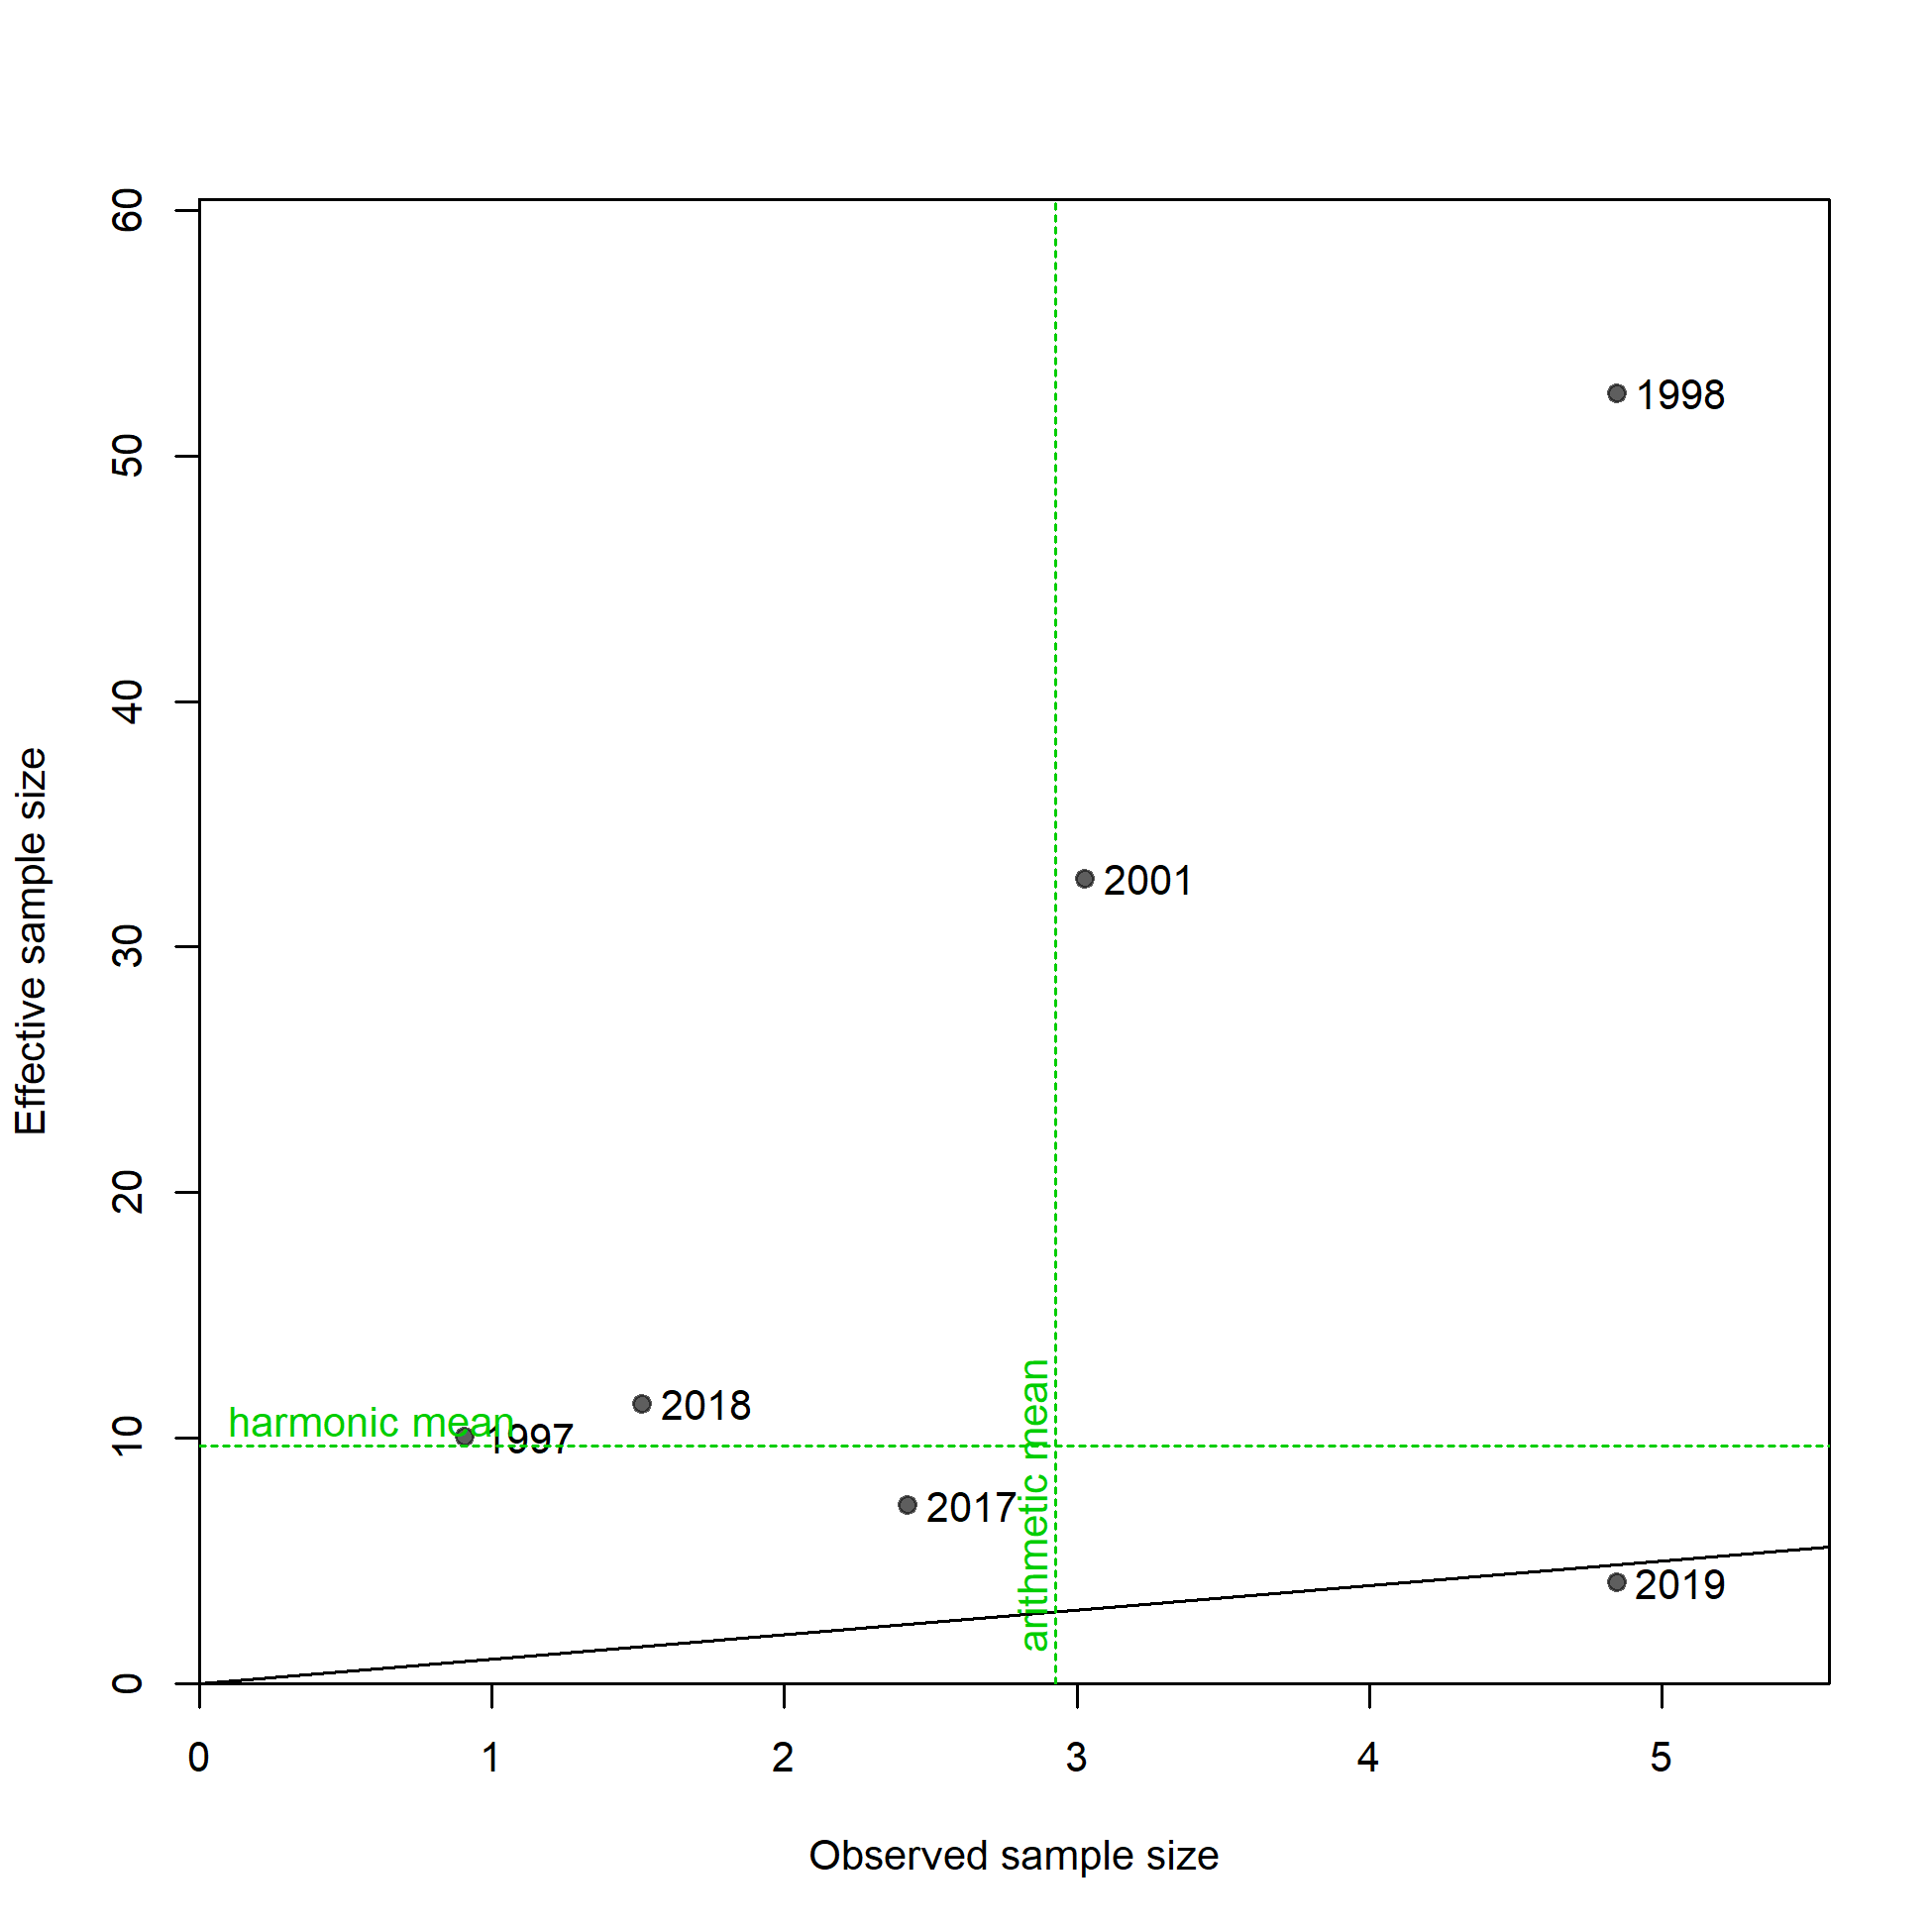 60
50
40
30
20
10
0
Effective sample size
1998
2001
2018
harmonic mean
1997
2017
arithmetic mean
2019
0 1 2 3 4 5
Observed sample size